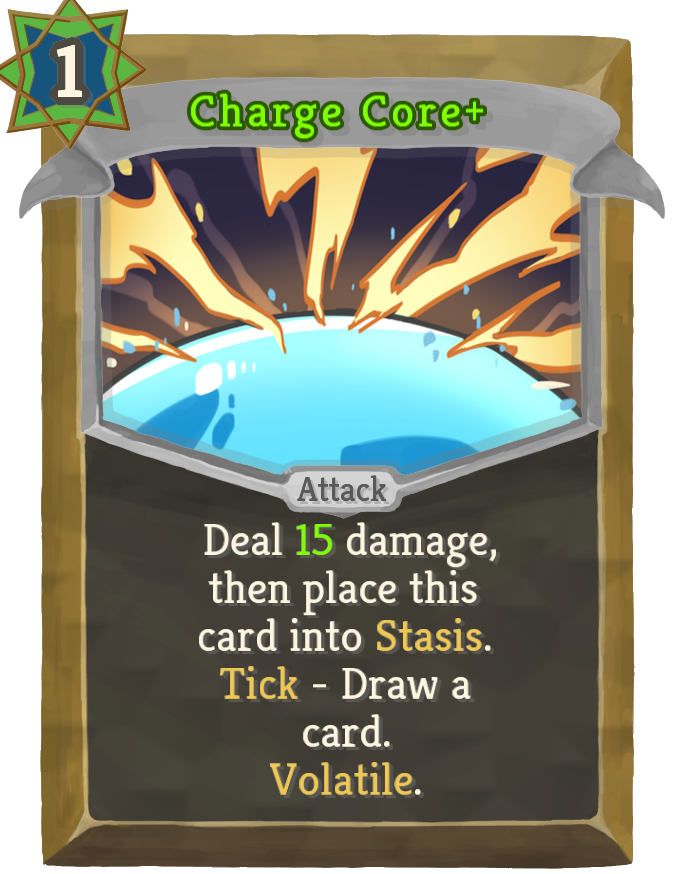 1
Charge Core+
Attack
Deal 15 damage,
then place this
card into Stasis.
Tick - Draw a
card.
Volatile.